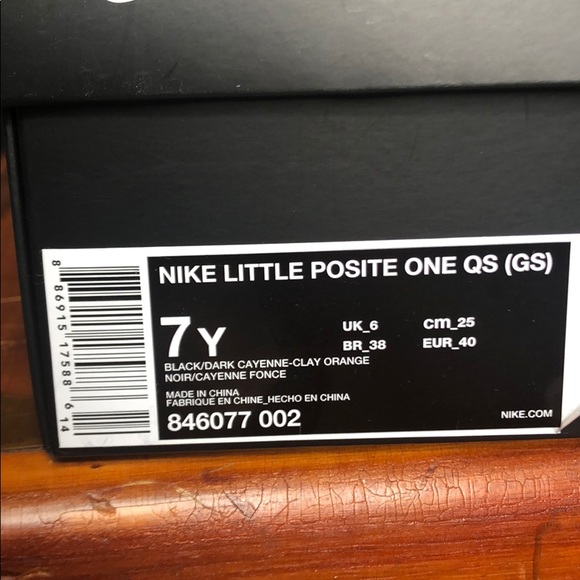 NIKE LITTLE POSITE ONE QS (GS)
7 Y
UK_6 cm_25
BR_38 EUR_40
BLACK/DARK CAYENNE-CLAY ORANGE
NOIR/CAYENNE FONCE
MADE IN CHINA
FABRIQUE EN CHINE_HECHO EN CHINA
846077 002
NIKE.COM
8 86915 17588 6 14